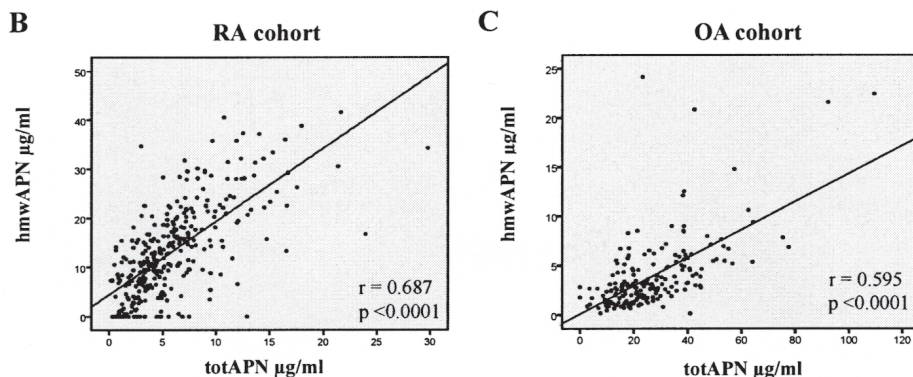 B
RA cohort
hmwAPN µg/ml
50
40
30
20
10
0
0 5 10 15 20 25 30
totAPN µg/ml
r = 0.687
p <0.0001
C
OA cohort
hmwAPN µg/ml
25
20
15
10
5
0
0 20 40 60 80 100 120
totAPN µg/ml
r = 0.595
p <0.0001